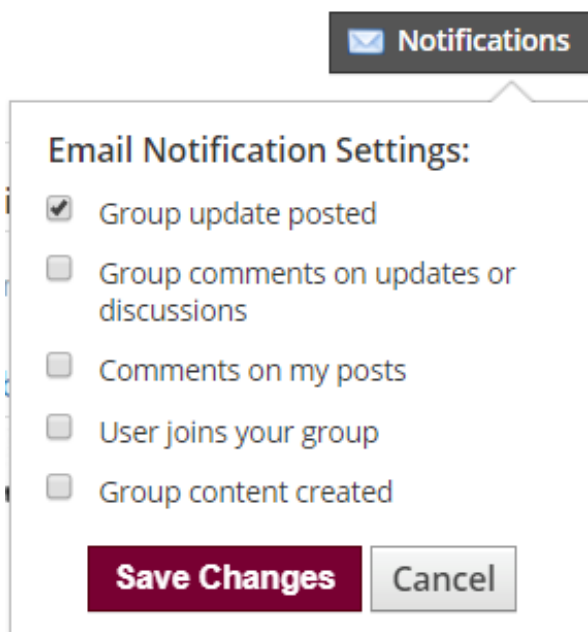 Notifications
Email Notification Settings:
Group update posted
Group comments on updates or
discussions
Comments on my posts
User joins your group
Group content created
Save Changes
Cancel